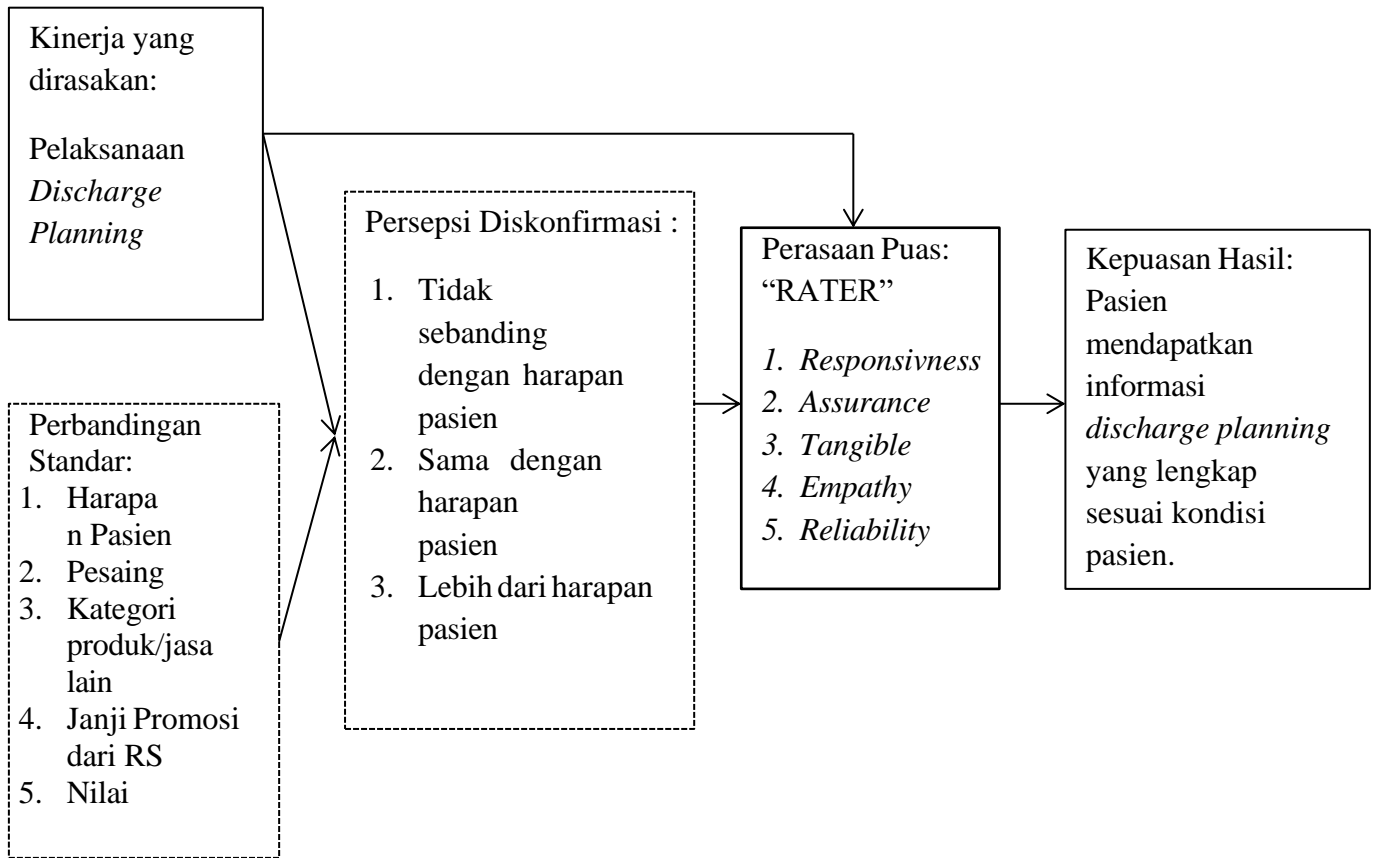 Kinerja yang
dirasakan:
Pelaksanaan
Discharge
Planning
Perbandingan
Standar:
1. Harapa
n Pasien
2. Pesaing
3. Kategori
produk/jasa
lain
4. Janji Promosi
dari RS
5. Nilai
Persepsi Diskonfirmasi :
1. Tidak
sebanding
dengan harapan
pasien
2. Sama dengan
harapan
pasien
3. Lebih dari harapan
pasien
Perasaan Puas:
“RATER”
1. Responsivness
2. Assurance
3. Tangible
4. Empathy
5. Reliability
Kepuasan Hasil:
Pasien
mendapatkan
informasi
discharge planning
yang lengkap
sesuai kondisi
pasien.